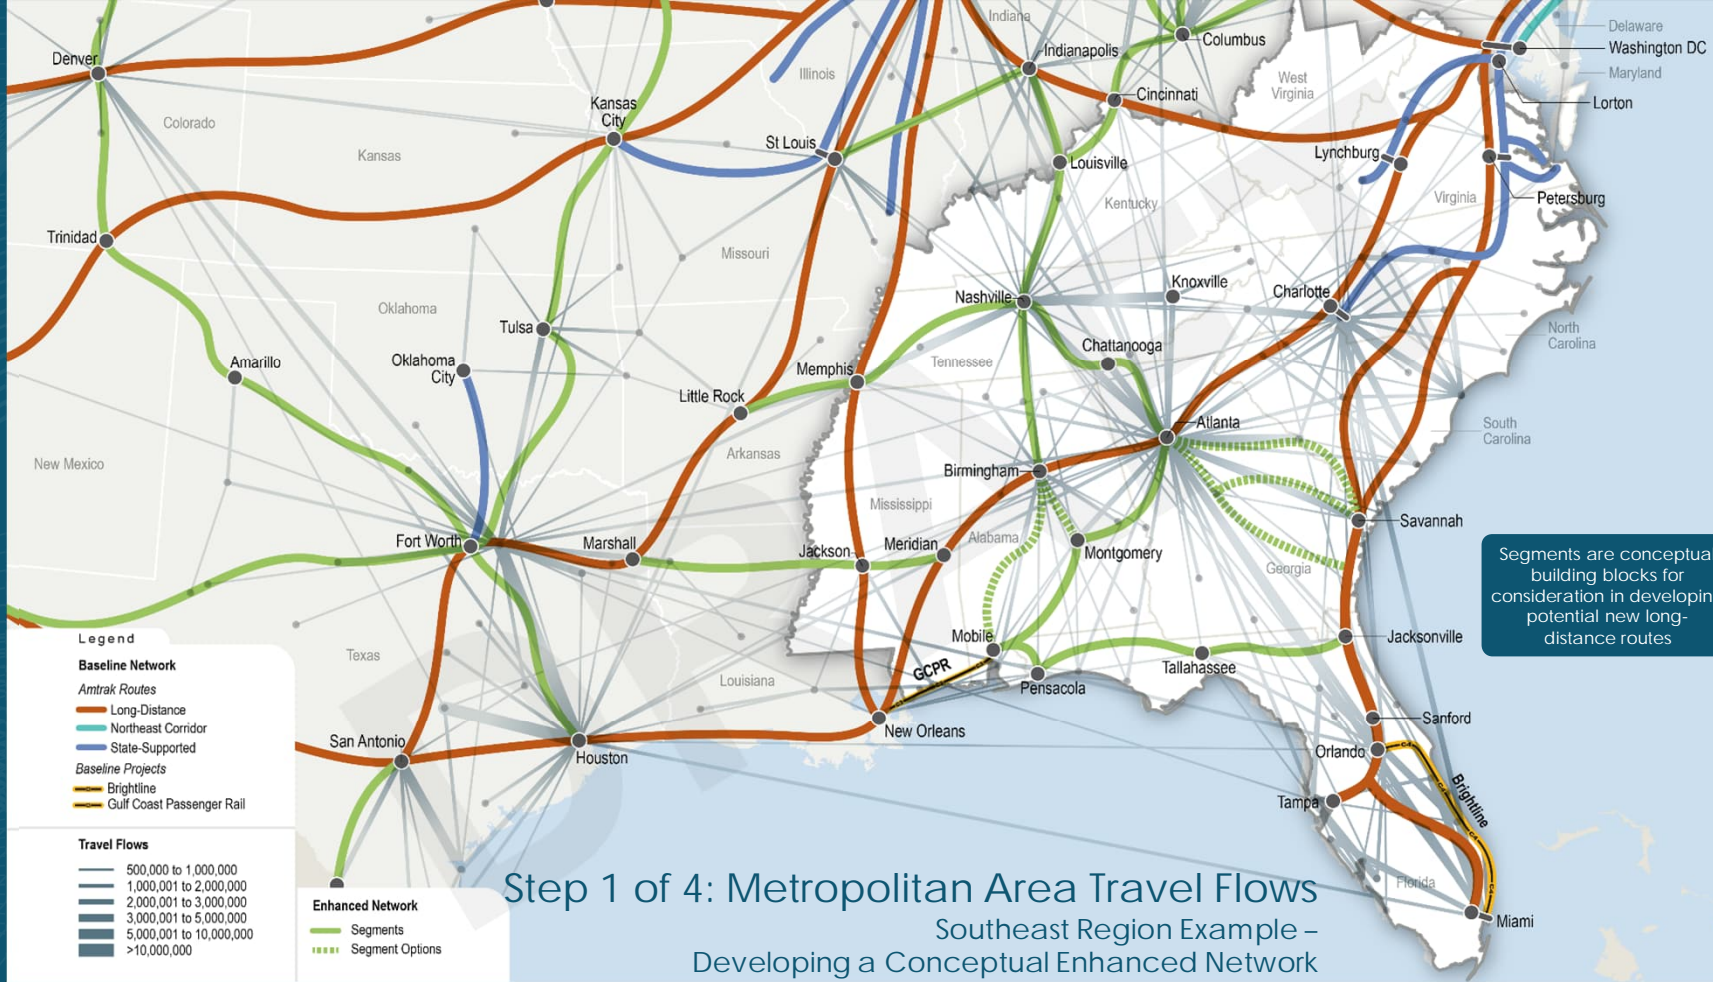 Indiana
Delaware
Columbus
Washington DC
Denver
Indianapolis
Illinois
West
Virginia
Maryland
Kansas
City
Cincinnati
Lorton
Colorado
Kansas
St Louis
Louisville
Lynchburg
Kentucky
Virginia
Petersburg
Trinidad
Missouri
Knoxville
Charlotte
Nashville
Oklahoma
Tulsa
North
Carolina
Chattanooga
Amarillo
Oklahoma
City
Memphis
Tennessee
Little Rock
Atlanta
South
Carolina
New Mexico
Arkansas
Birmingham
Mississippi
Savannah
Fort Worth
Marshall
Jackson
Meridian
Alabama
Montgomery
Georgia
Segments are conceptua
building blocks for
consideration in developin
potential new long-
distance routes
Mobile
Jacksonville
Texas
Louisiana
GCPR
Tallahassee
Pensacola
New Orleans
Sanford
San Antonio
Houston
Orlando
Tampa
Brightline
Florida
Miami
Legend
Baseline Network
Amtrak Routes
Long-Distance
Northeast Corridor
State-Supported
Baseline Projects
Brightline
Gulf Coast Passenger Rail
Travel Flows
500,000 to 1,000,000
1,000,001 to 2,000,000
2,000,001 to 3,000,000
3,000,001 to 5,000,000
5,000,001 to 10,000,000
>10,000,000
Enhanced Network
Segments
Segment Options
Step 1 of 4: Metropolitan Area Travel Flows
Southeast Region Example –
Developing a Conceptual Enhanced Network
DRAFT